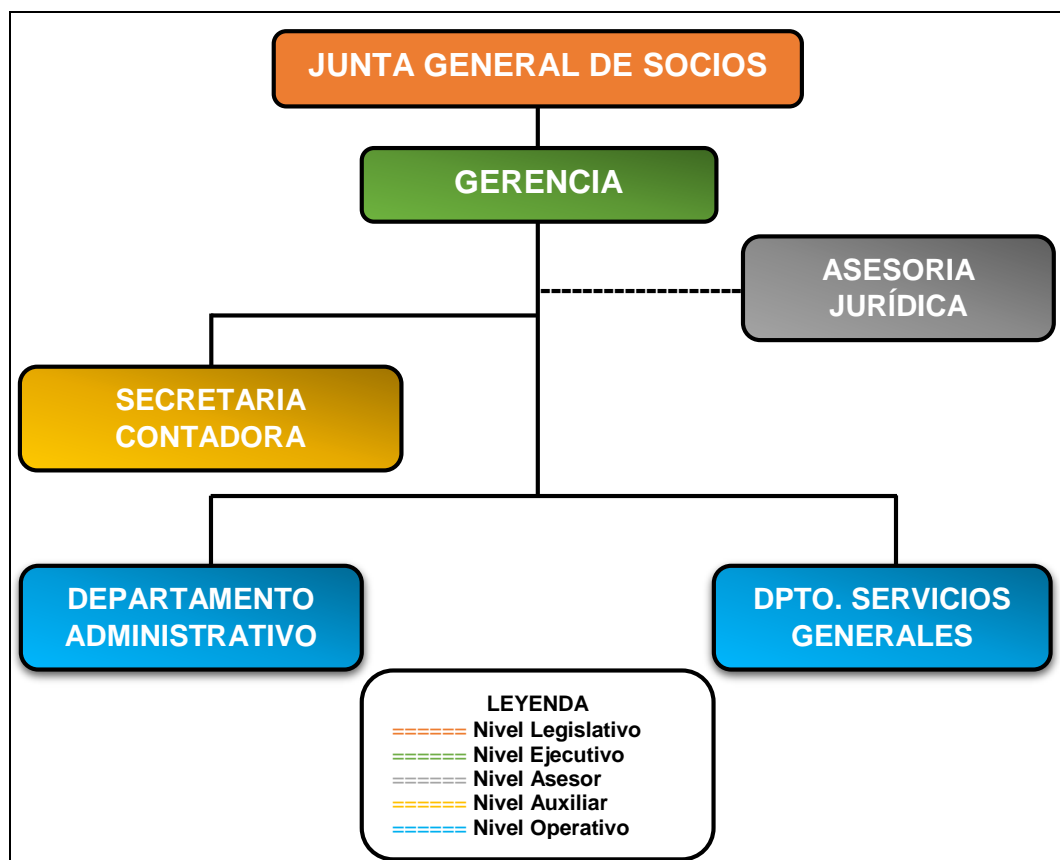 JUNTA GENERAL DE SOCIOS
GERENCIA
ASESORIA
JURÍDICA
SECRETARIA
CONTADORA
DEPARTAMENTO
ADMINISTRATIVO
DPTO. SERVICIOS
GENERALES
LEYENDA
====== Nivel Legislativo
====== Nivel Ejecutivo
====== Nivel Asesor
====== Nivel Auxiliar
====== Nivel Operativo